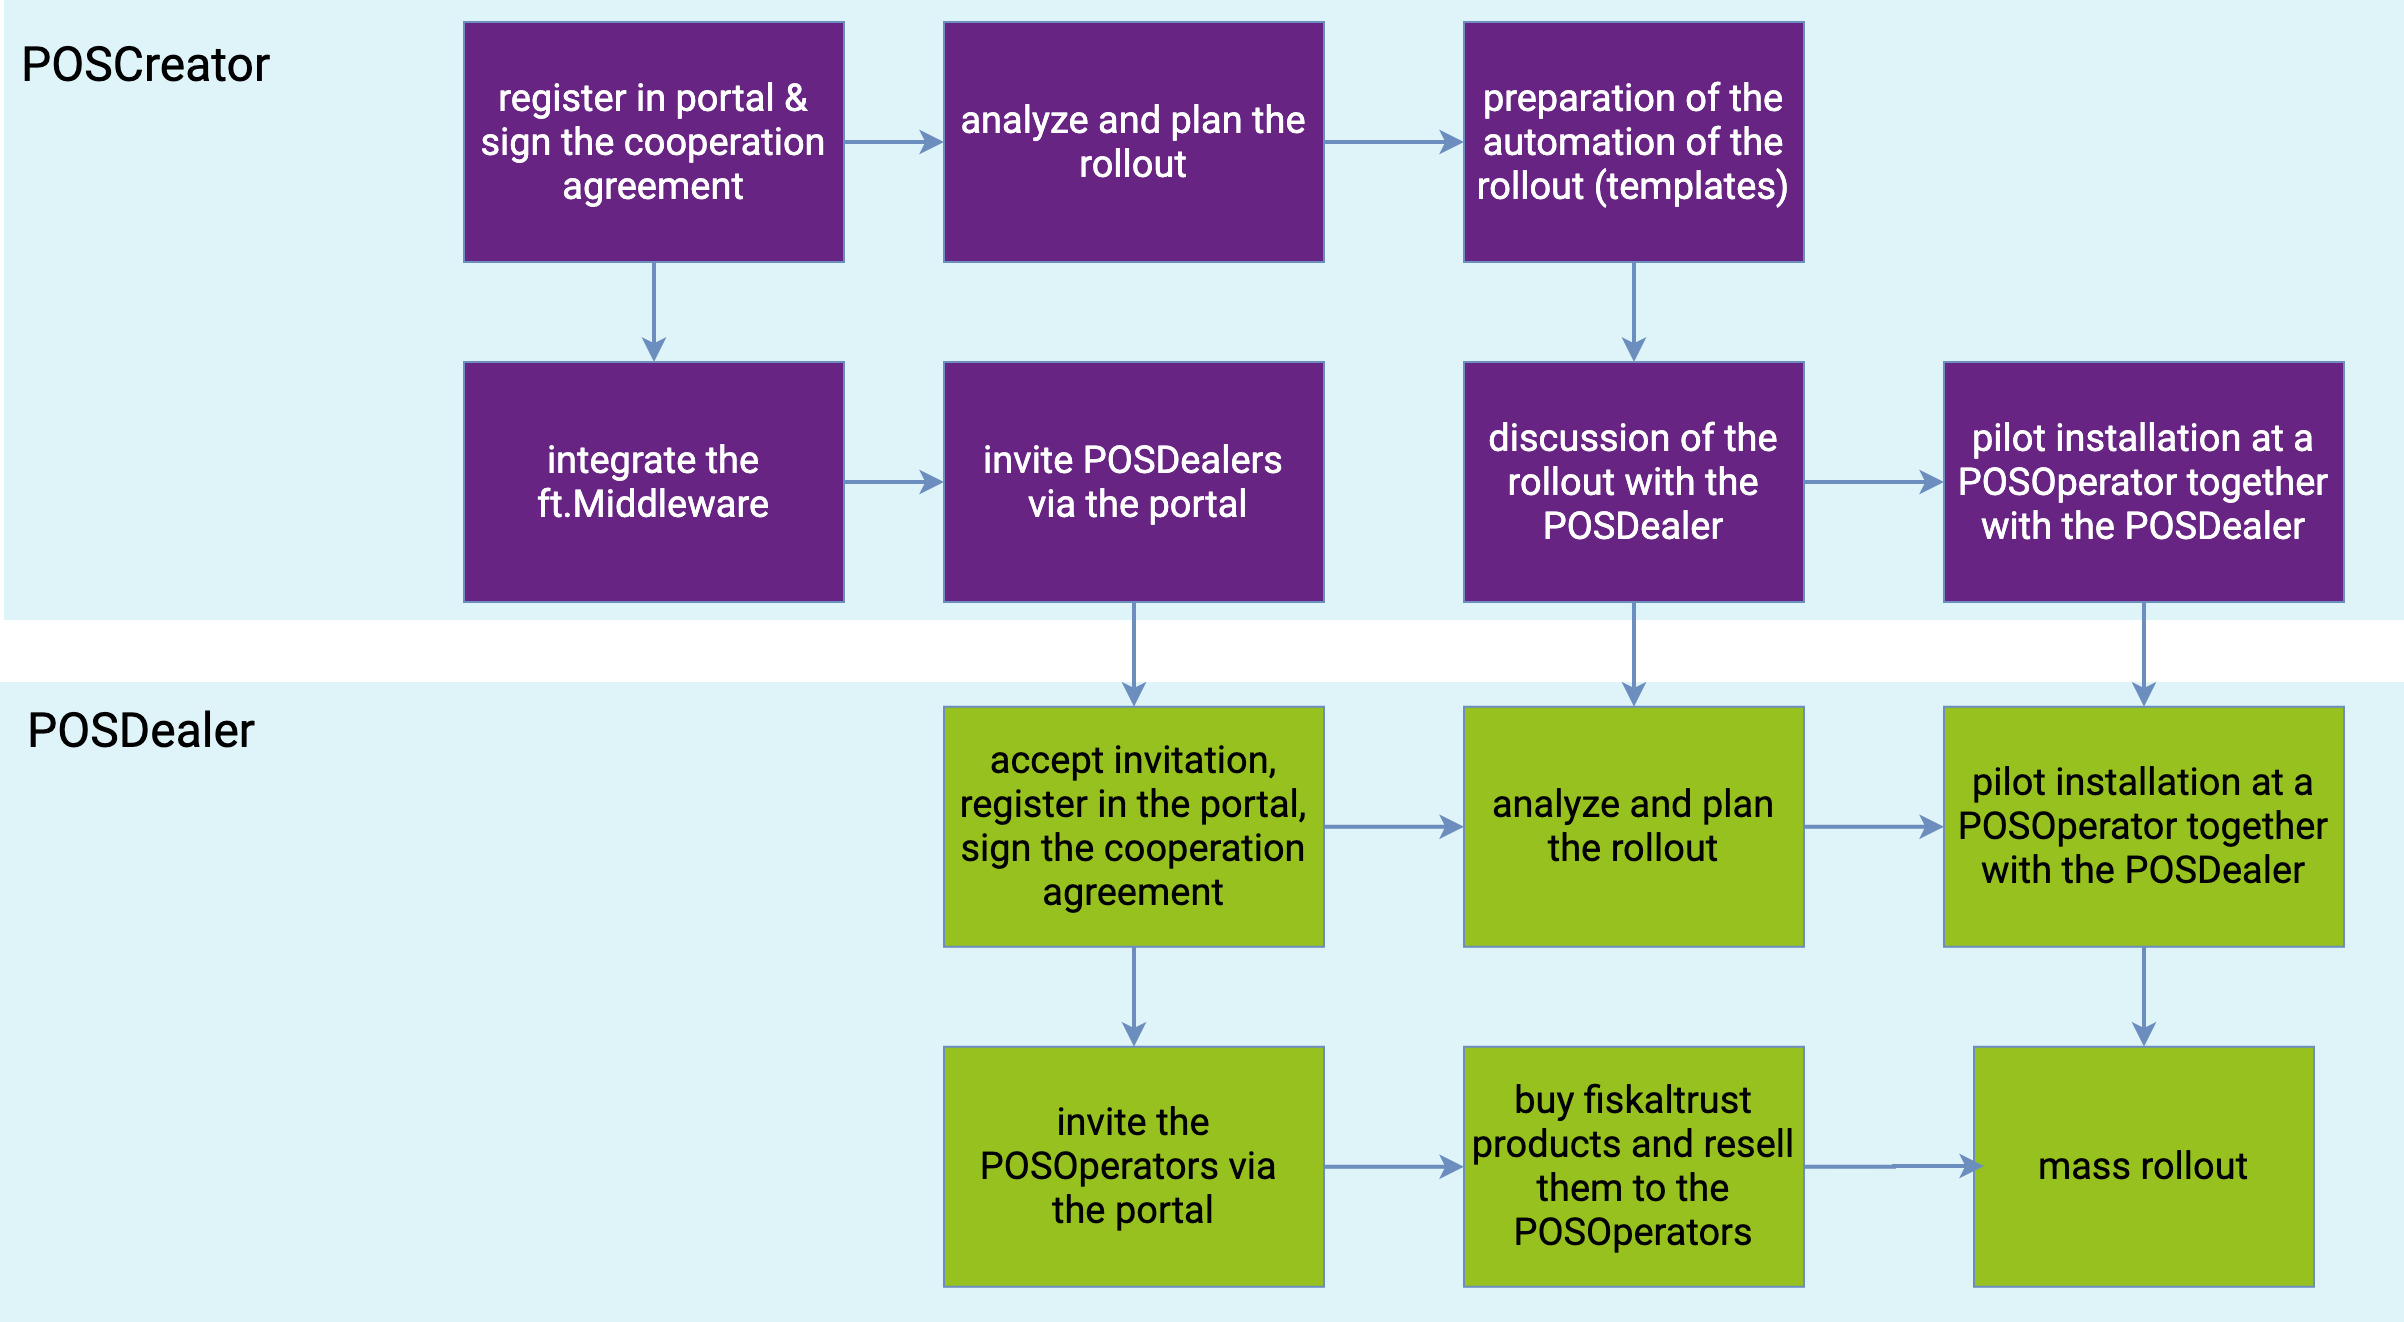 POSCreator
register in portal &
sign the cooperation
agreement
analyze and plan the
rollout
preparation of the
automation of the
rollout (templates)
integrate the
ft.Middleware
invite POSDealers
via the portal
discussion of the
rollout with the
POSDealer
pilot installation at a
POSOperator together
with the POSDealer
POSDealer
accept invitation,
register in the portal,
sign the cooperation
agreement
analyze and plan
the rollout
pilot installation at a
POSOperator together
with the POSDealer
invite the
POSOperators via
the portal
buy fiskaltrust
products and resell
them to the
POSOperators
mass rollout